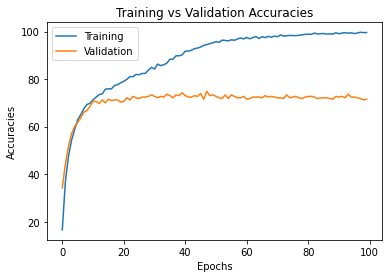 Training vs Validation Accuracies
Training
Validation
Accuracies
100
80
60
40
20
0
20
40
60
80
100
Epochs